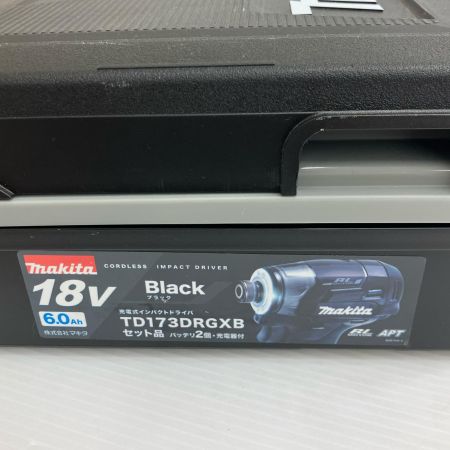 makita CORDLESS IMPACT DRIVER
18V
6.0Ah
株式会社マキタ
Black
ブラック
充電式インパクトドライバ
TD173DRGXB
セット品 バッテリ2個・充電器付
makita
BL
APT